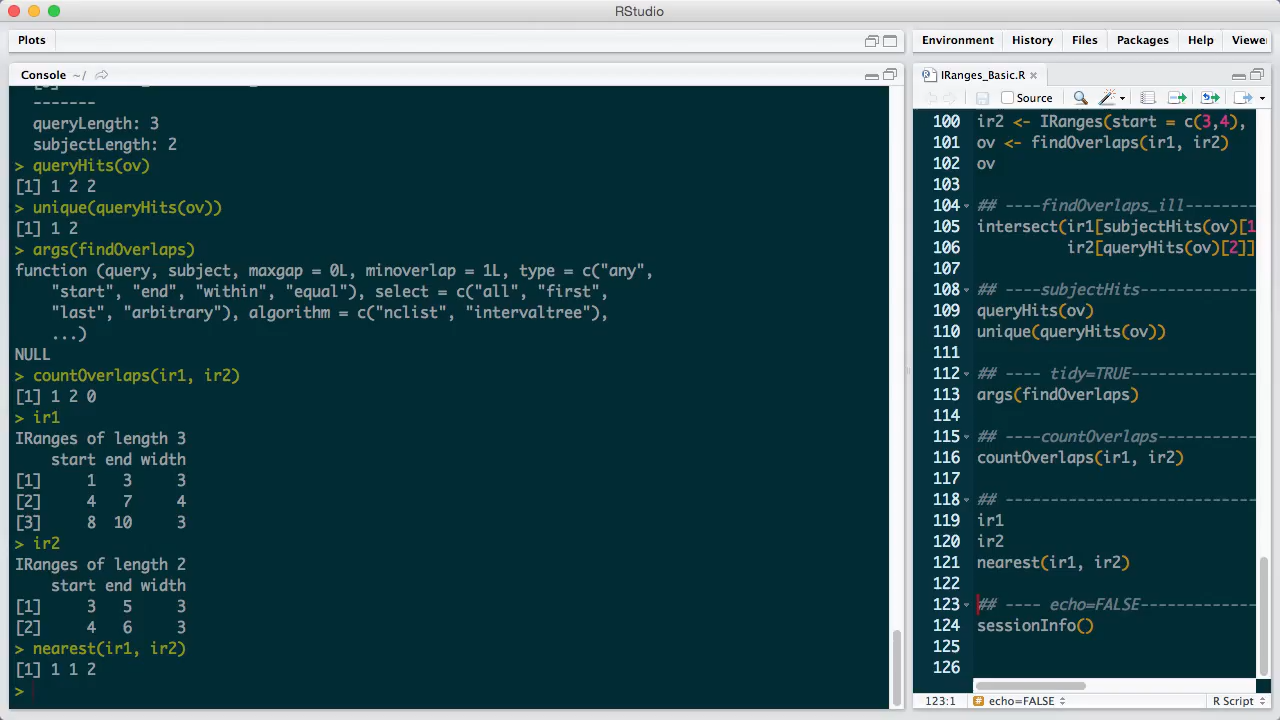 RStudio
Plots
Console ~/
-------
queryLength: 3
subjectLength: 2
> queryHits(ov)
[1] 1 2 2
> unique(queryHits(ov))
[1] 1 2
> args(findOverlaps)
function (query, subject, maxgap = 0L, minoverlap = 1L, type = c("any",
"start", "end", "within", "equal"), select = c("all", "first",
"last", "arbitrary"), algorithm = c("nclist", "intervaltree"),
...)
NULL
> countOverlaps(ir1, ir2)
[1] 1 2 0
> ir1
IRanges of length 3
start end width
[1] 1 3 3
[2] 4 7 4
[3] 8 10 3
> ir2
IRanges of length 2
start end width
[1] 3 5 3
[2] 4 6 3
> nearest(ir1, ir2)
[1] 1 1 2
>
Environment History Files Packages Help Viewe
IRanges_Basic.R
Source
100 ir2 <- IRanges(start = c(3,4),
101 ov <- findOverlaps(ir1, ir2)
102 ov
103
104 ## ----findOverlaps_ill--------
105 intersect(ir1[subjectHits(ov)[1
106 ir2[queryHits(ov)[2]]
107
108 ## ----subjectHits-------------
109 queryHits(ov)
110 unique(queryHits(ov))
111
112 ## ---- tidy=TRUE--------------
113 args(findOverlaps)
114
115 ## ----countOverlaps-----------
116 countOverlaps(ir1, ir2)
117
118 ## ----------------------------
119 ir1
120 ir2
121 nearest(ir1, ir2)
122
123 ## ---- echo=FALSE-------------
124 sessionInfo()
125
126
123:1 # echo=FALSE R Script